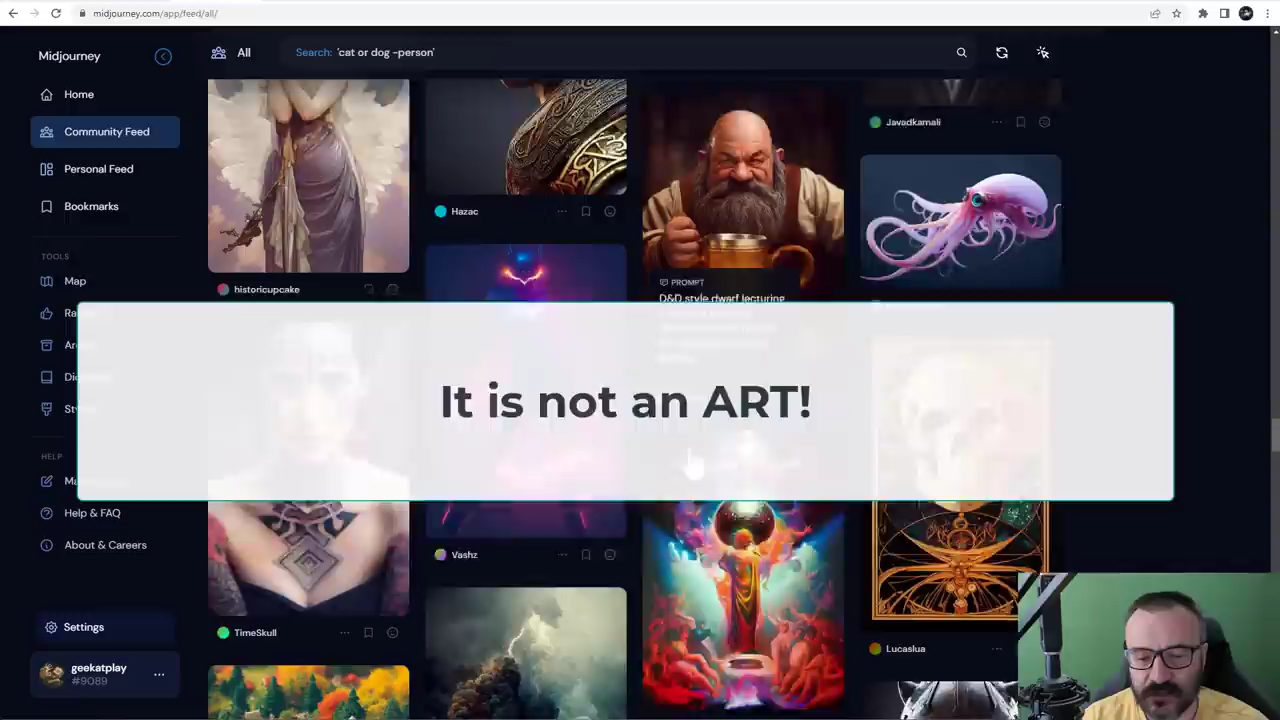 midjourney.com/app/feed/all/
Midjourney
All
Search: 'cat or dog -person'
Home
Community Feed
Personal Feed
Bookmarks
TOOLS
Map
HELP
Help & FAQ
About & Careers
Settings
geekatplay
#9089
historicupcake
TimeSkull
Hazac
Vashz
PROMPT
D&D style dwarf lecturing
Javadkamali
Lucaslua
It is not an ART!